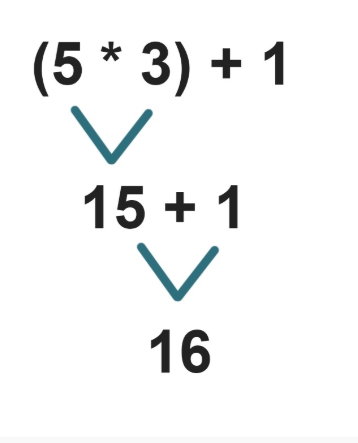 (5 * 3) + 1
15 + 1
16